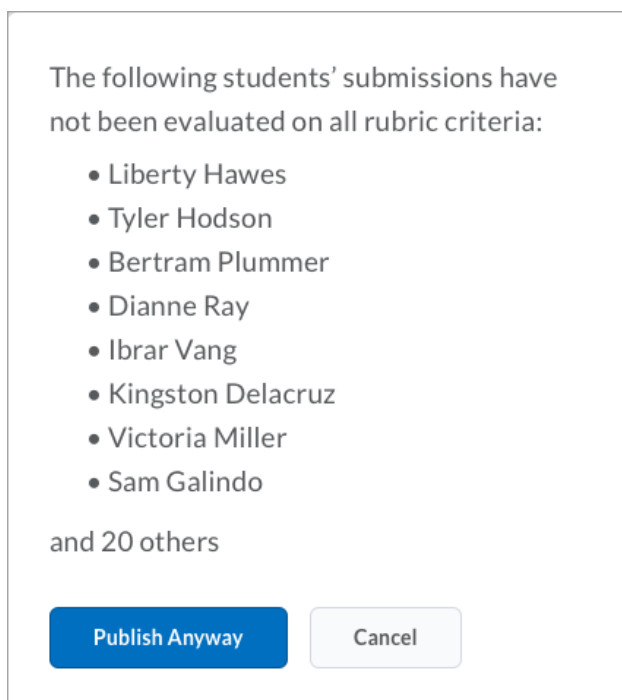 The following students’ submissions have
not been evaluated on all rubric criteria:
• Liberty Hawes
• Tyler Hodson
• Bertram Plummer
• Dianne Ray
• Ibrar Vang
• Kingston Delacruz
• Victoria Miller
• Sam Galindo
and 20 others
Publish Anyway Cancel